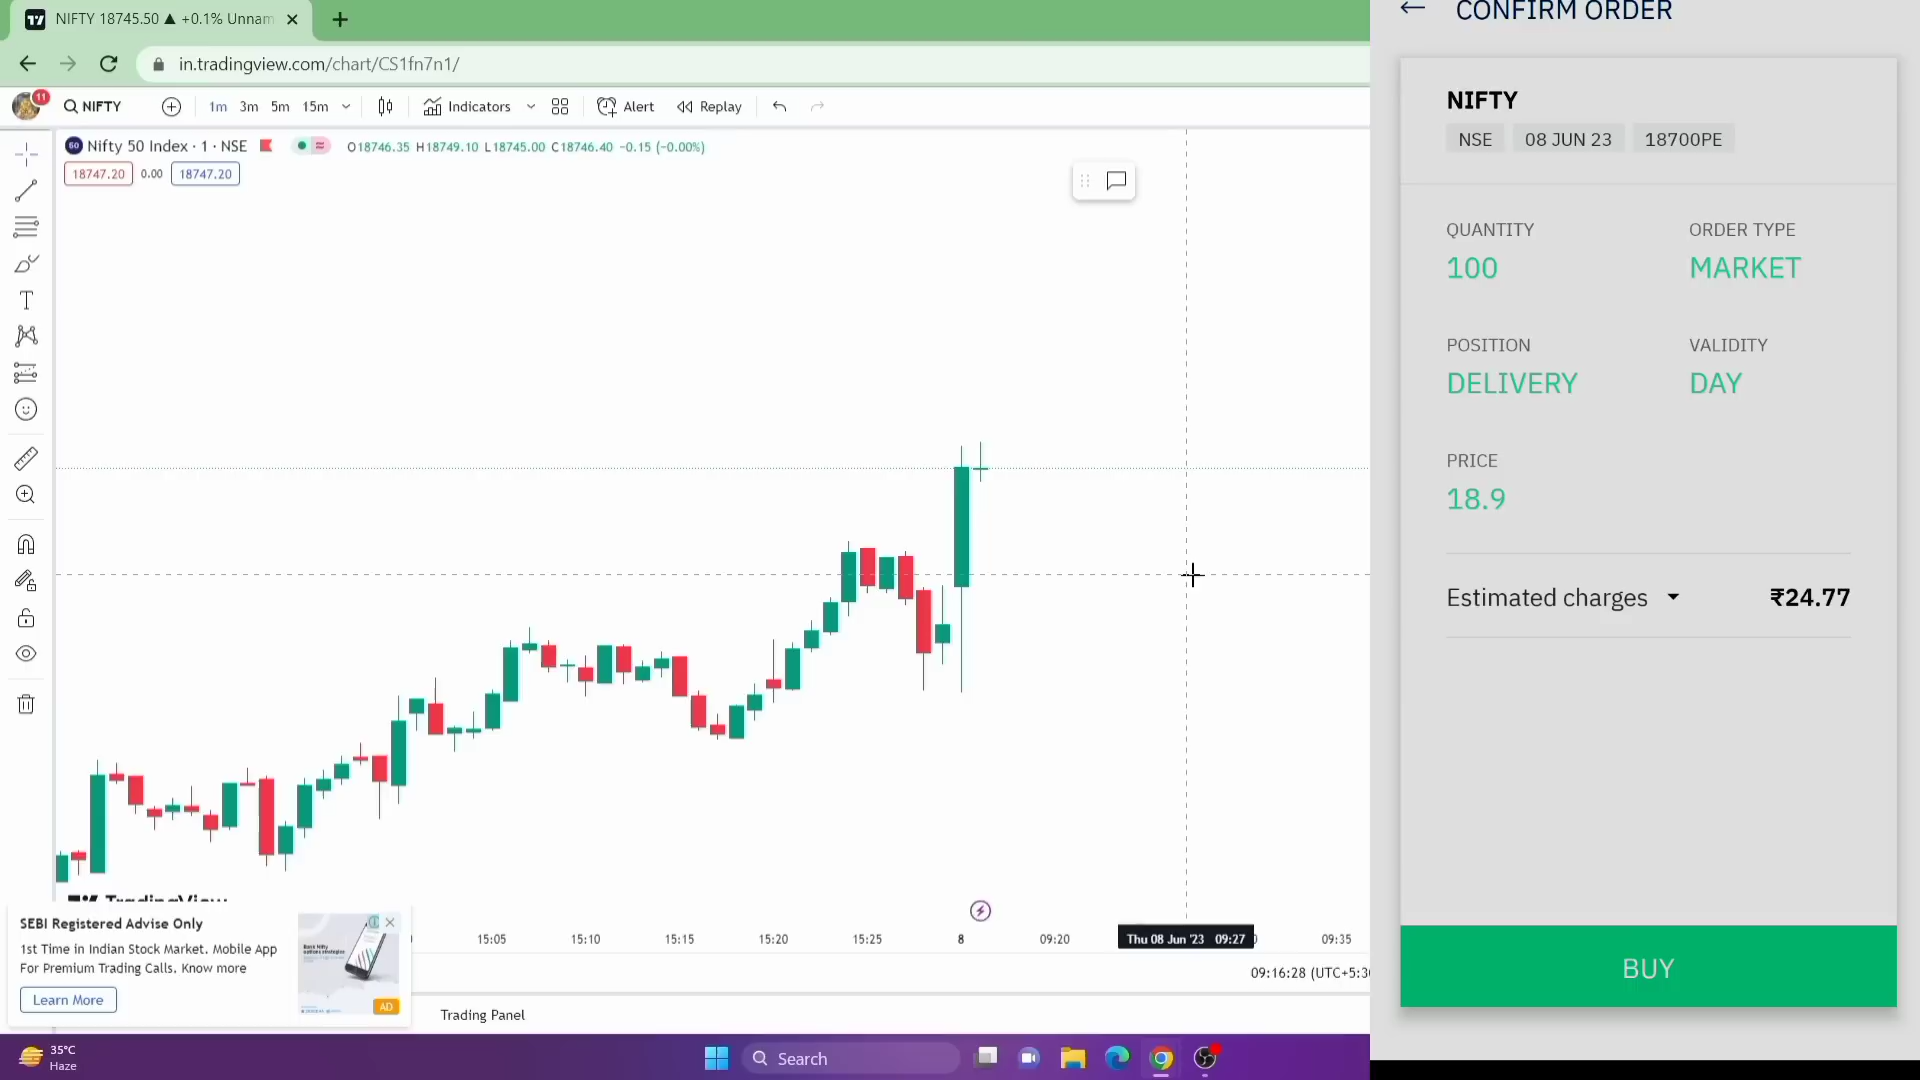 NIFTY 18745.50 ▲ +0.1% Unnam
in.tradingview.com/chart/CS1fn7n1/
11
NIFTY
1m 3m 5m 15m
Indicators
Alert
Replay
Nifty 50 Index · 1 · NSE
O18746.35 H18749.10 L18745.00 C18746.40 −0.15 (−0.00%)
18747.20 0.00 18747.20
TradingView
SEBI Registered Advise Only
1st Time in Indian Stock Market. Mobile App
For Premium Trading Calls. Know more
Learn More
AD
15:05 15:10 15:15 15:20 15:25 8 09:20 Thu 08 Jun '23 09:27 09:35
09:16:28 (UTC+5:30
Trading Panel
35°C
Haze
Search
CONFIRM ORDER
NIFTY
NSE 08 JUN 23 18700PE
QUANTITY ORDER TYPE
100 MARKET
POSITION VALIDITY
DELIVERY DAY
PRICE
18.9
Estimated charges ₹24.77
BUY